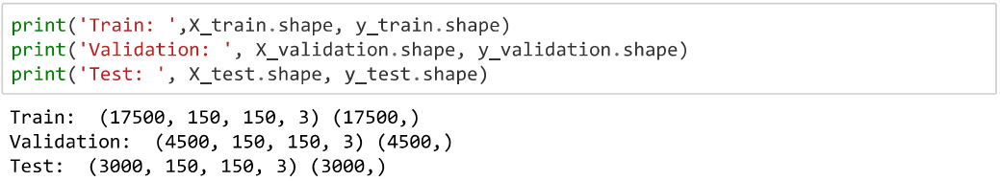 print('Train: ',X_train.shape, y_train.shape)
print('Validation: ', X_validation.shape, y_validation.shape)
print('Test: ', X_test.shape, y_test.shape)
Train:  (17500, 150, 150, 3) (17500,)
Validation:  (4500, 150, 150, 3) (4500,)
Test:  (3000, 150, 150, 3) (3000,)